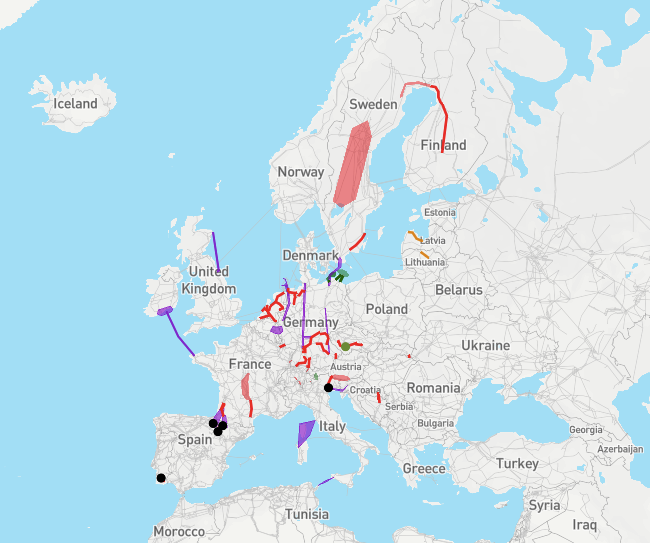 Iceland
Sweden
Finland
Norway
Estonia
Latvia
Denmark
Lithuania
United
Kingdom
Belarus
Poland
Germany
Ukraine
France
Austria
Romania
Croatia
Serbia
Bulgaria
Italy
Georgia
Spain
Azerbaijan
Greece
Turkey
Syria
Tunisia
Iraq
Morocco